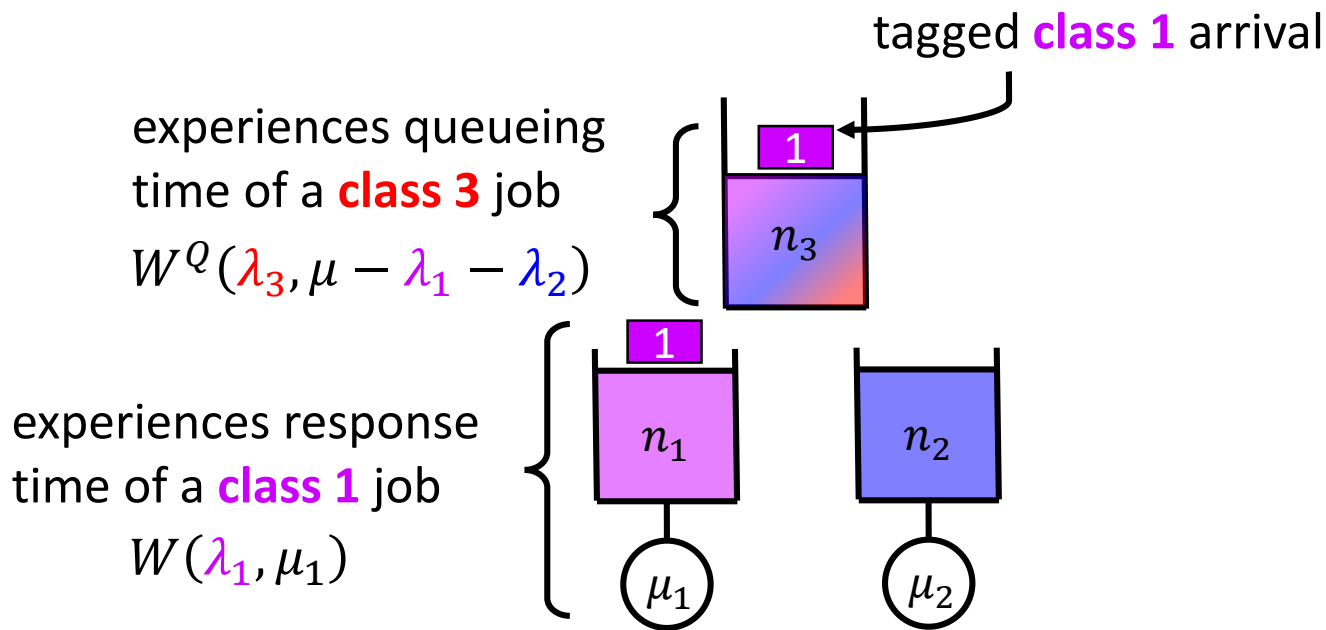 tagged class 1 arrival
experiences queueing
time of a class 3 job
W^Q(λ₃, μ − λ₁ − λ₂)
1
n₃
1
n₁
n₂
experiences response
time of a class 1 job
W(λ₁, μ₁)
μ₁
μ₂